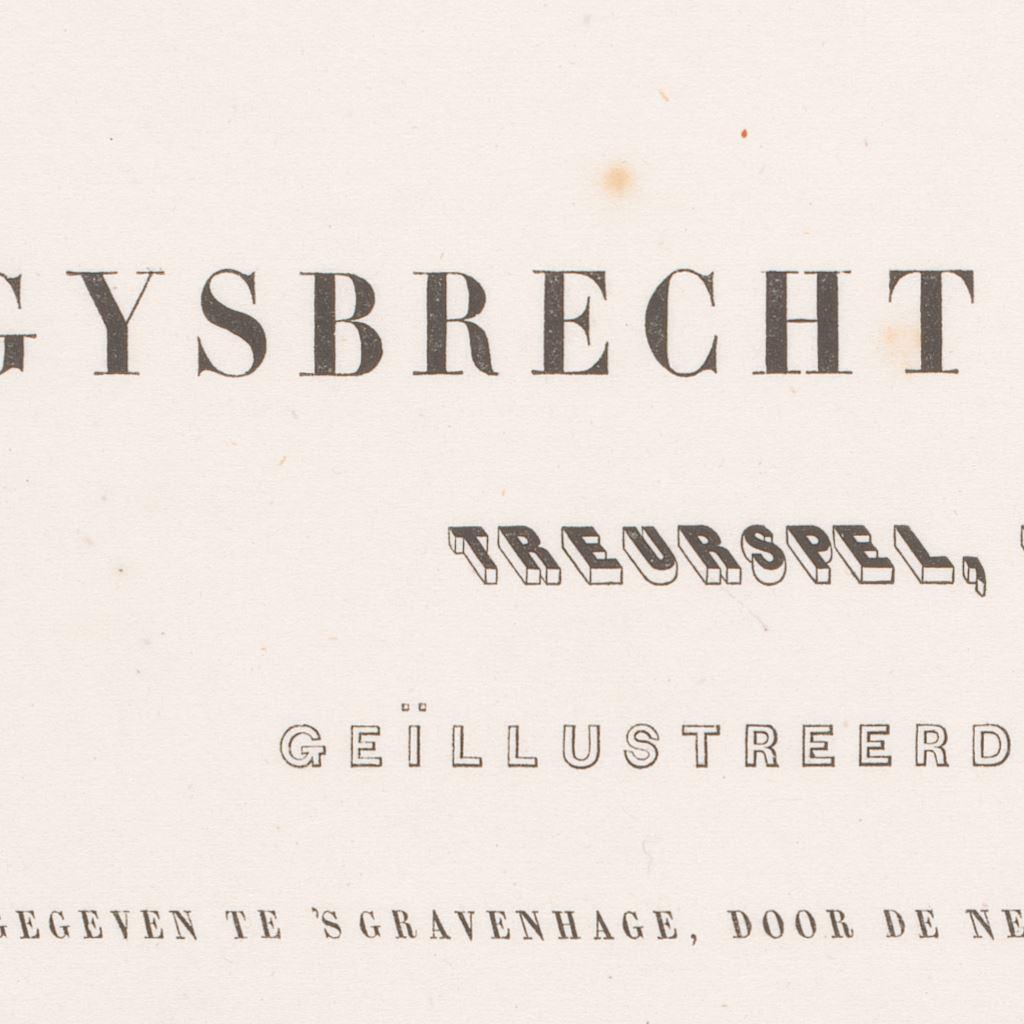 GYSBRECHT
TREURSPEL,
GEÏLLUSTREERD
GEGEVEN TE 'SGRAVENHAGE, DOOR DE NE